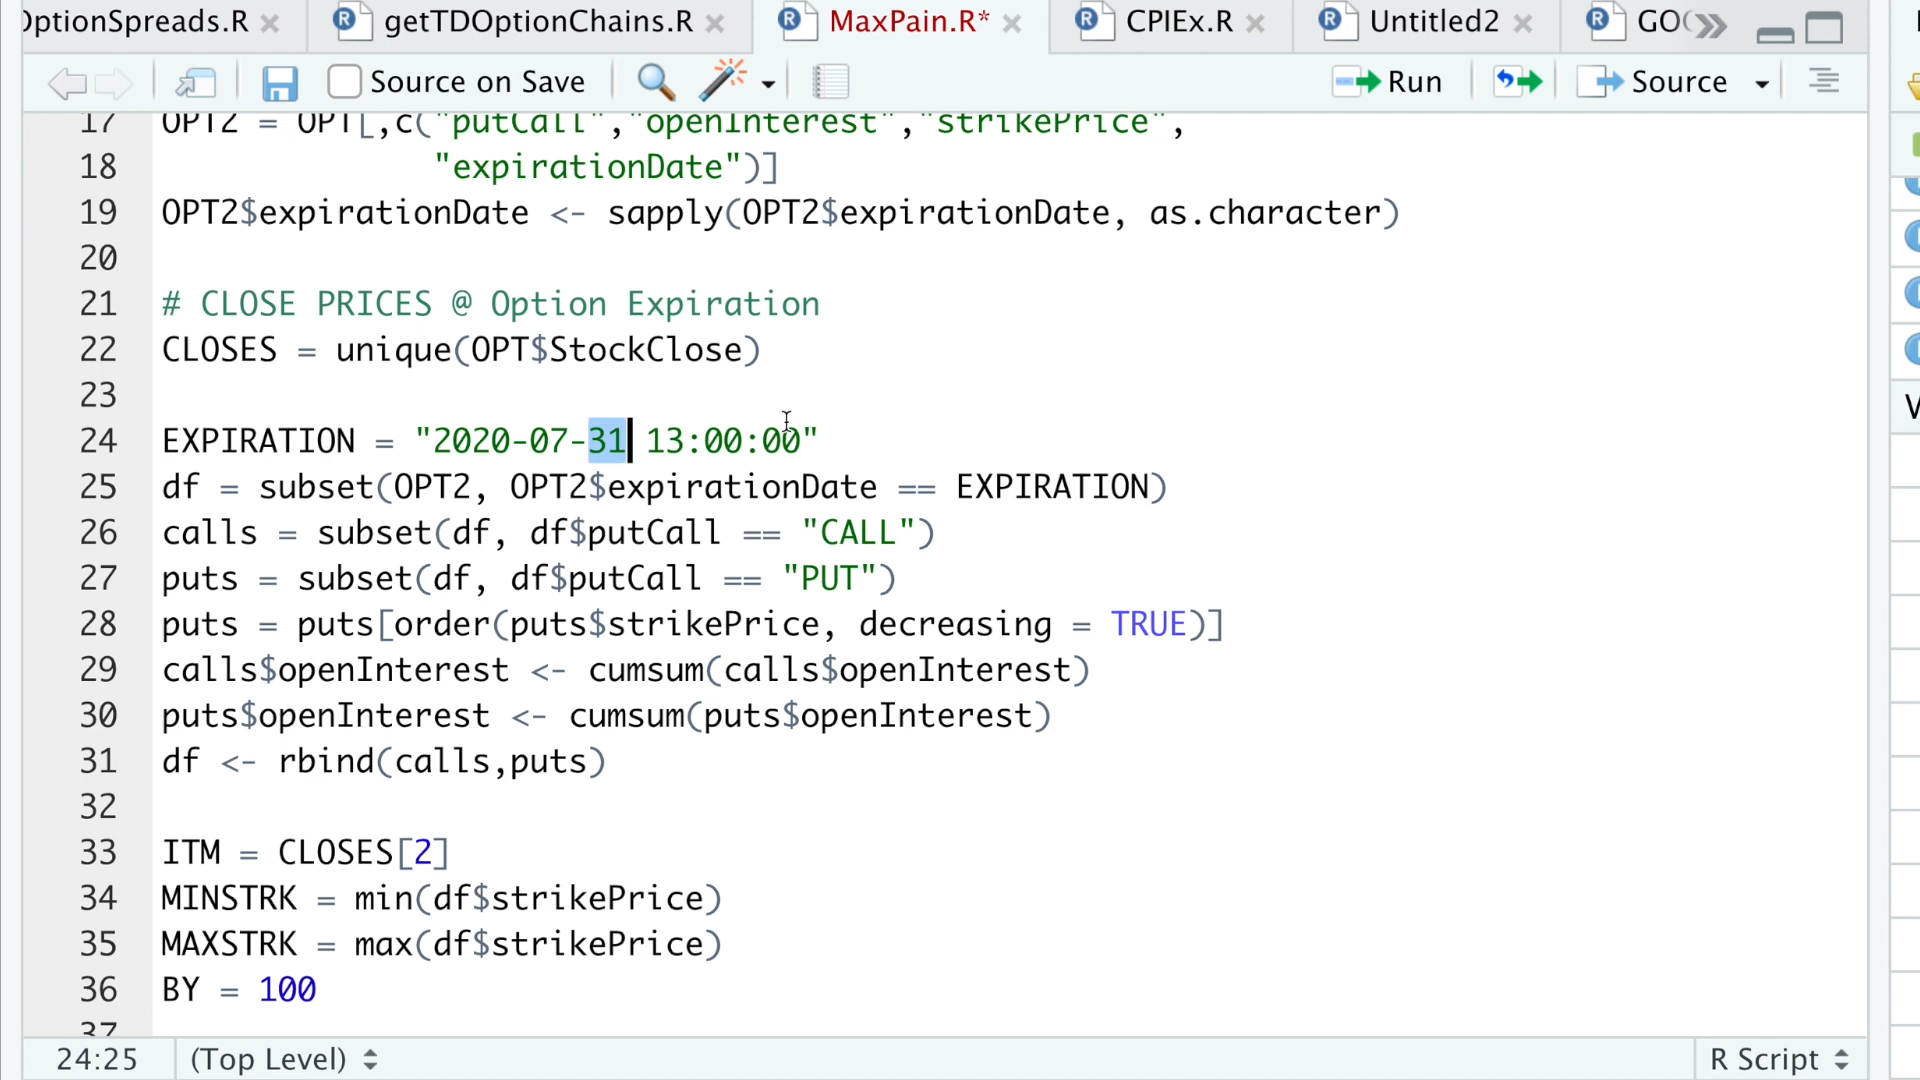 ptionSpreads.R getTDOptionChains.R MaxPain.R* CPIEx.R Untitled2 GO
Source on Save Run Source
17 OPT2 = OPT[,c("putCall","openInterest","strikePrice",
18 "expirationDate")]
19 OPT2$expirationDate <- sapply(OPT2$expirationDate, as.character)
20
21 # CLOSE PRICES @ Option Expiration
22 CLOSES = unique(OPT$StockClose)
23
24 EXPIRATION = "2020-07-31 13:00:00"
25 df = subset(OPT2, OPT2$expirationDate == EXPIRATION)
26 calls = subset(df, df$putCall == "CALL")
27 puts = subset(df, df$putCall == "PUT")
28 puts = puts[order(puts$strikePrice, decreasing = TRUE)]
29 calls$openInterest <- cumsum(calls$openInterest)
30 puts$openInterest <- cumsum(puts$openInterest)
31 df <- rbind(calls,puts)
32
33 ITM = CLOSES[2]
34 MINSTRK = min(df$strikePrice)
35 MAXSTRK = max(df$strikePrice)
36 BY = 100
37
24:25 (Top Level) R Script